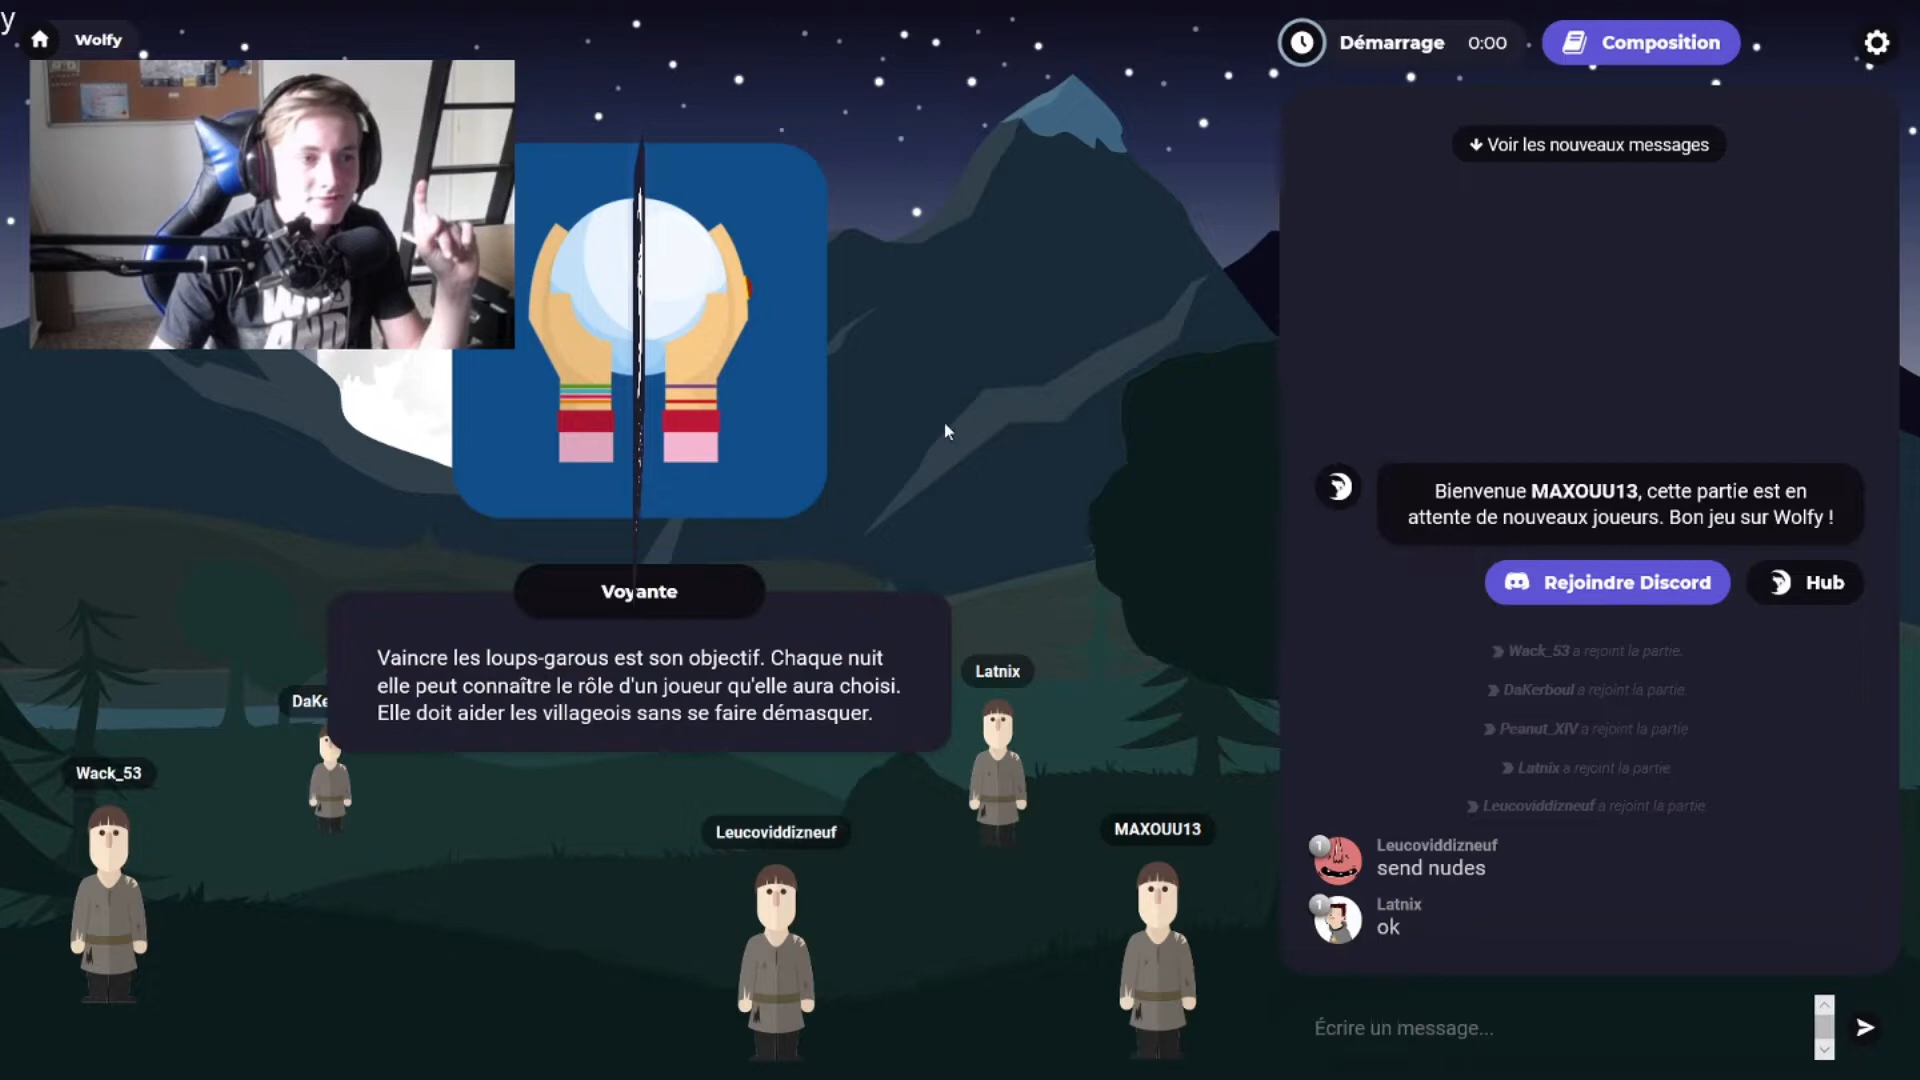 y
Wolfy
Démarrage 0:00
Composition
Voir les nouveaux messages
Bienvenue MAXOUU13, cette partie est en
attente de nouveaux joueurs. Bon jeu sur Wolfy !
Rejoindre Discord
Hub
Wack_53 a rejoint la partie.
DaKerboul a rejoint la partie.
Peanut_XIV a rejoint la partie
Latnix a rejoint la partie.
Leucoviddizneuf a rejoint la partie.
1
Leucoviddizneuf
send nudes
1
Latnix
ok
Écrire un message...
Voyante
Vaincre les loups-garous est son objectif. Chaque nuit
elle peut connaître le rôle d'un joueur qu'elle aura choisi.
Elle doit aider les villageois sans se faire démasquer.
DaKe
Latnix
Wack_53
Leucoviddizneuf
MAXOUU13